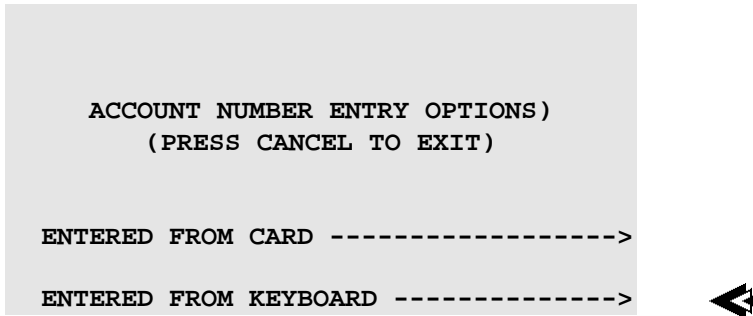 ACCOUNT NUMBER ENTRY OPTIONS)
(PRESS CANCEL TO EXIT)
ENTERED FROM CARD ------------------>
ENTERED FROM KEYBOARD -------------->